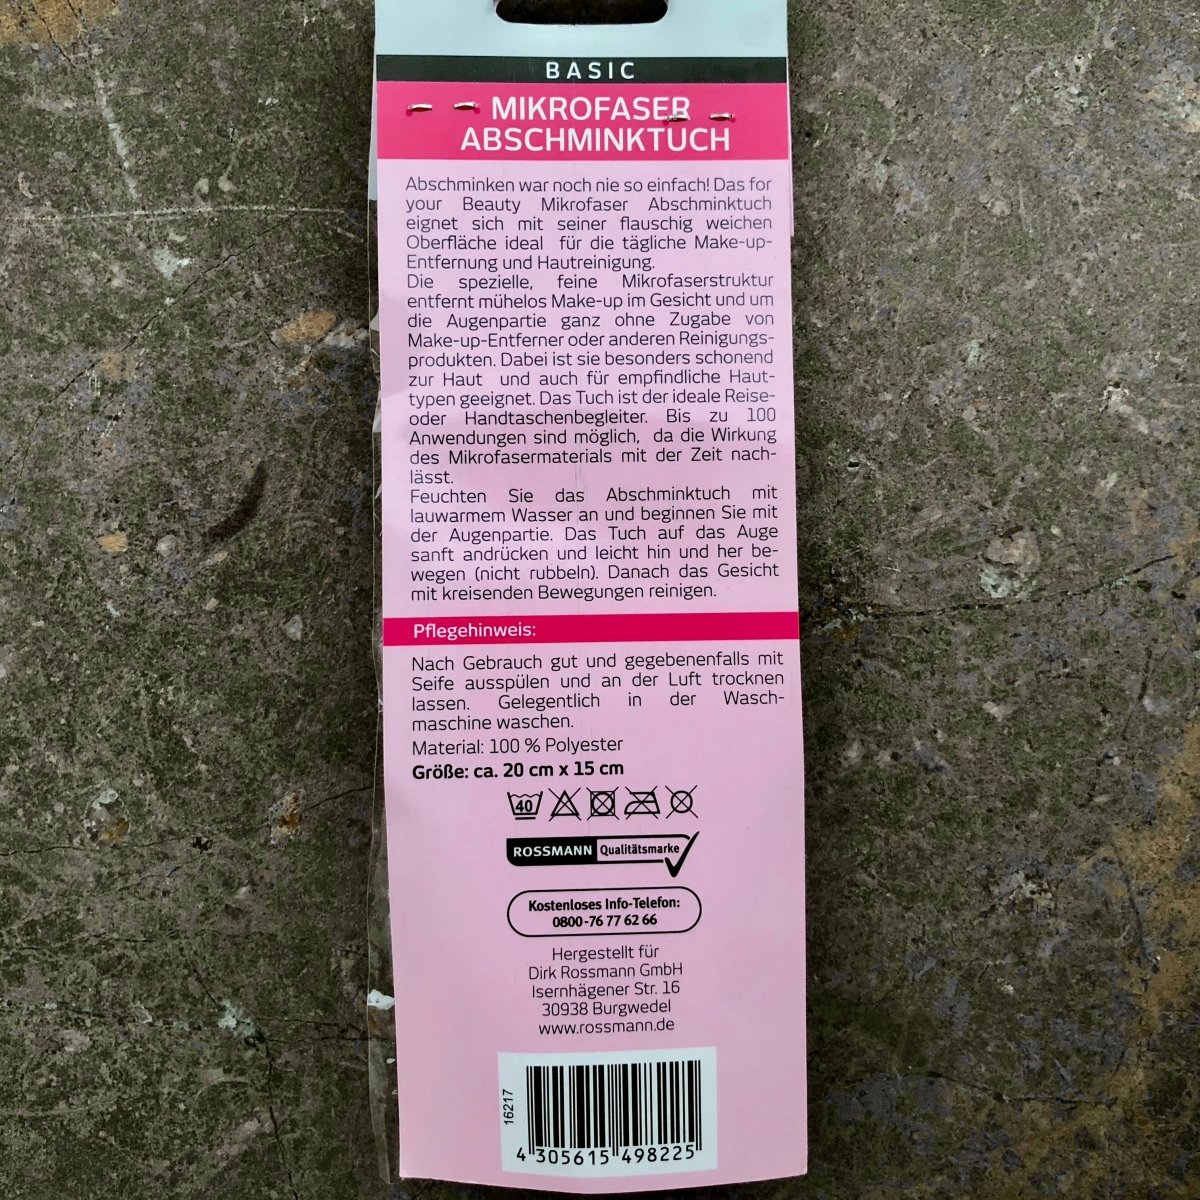 BASIC
MIKROFASER
ABSCHMINKTUCH
Abschminken war noch nie so einfach! Das for
your Beauty Mikrofaser Abschminktuch
eignet sich mit seiner flauschig weichen
Oberfläche ideal für die tägliche Make-up-
Entfernung und Hautreinigung.
Die spezielle, feine Mikrofaserstruktur
entfernt mühelos Make-up im Gesicht und um
die Augenpartie ganz ohne Zugabe von
Make-up-Entferner oder anderen Reinigungs-
produkten. Dabei ist sie besonders schonend
zur Haut und auch für empfindliche Haut-
typen geeignet. Das Tuch ist der ideale Reise-
oder Handtaschenbegleiter. Bis zu 100
Anwendungen sind möglich, da die Wirkung
des Mikrofasermaterials mit der Zeit nach-
lässt.
Feuchten Sie das Abschminktuch mit
lauwarmem Wasser an und beginnen Sie mit
der Augenpartie. Das Tuch auf das Auge
sanft andrücken und leicht hin und her be-
wegen (nicht rubbeln). Danach das Gesicht
mit kreisenden Bewegungen reinigen.
Pflegehinweis:
Nach Gebrauch gut und gegebenenfalls mit
Seife ausspülen und an der Luft trocknen
lassen. Gelegentlich in der Wasch-
maschine waschen.
Material: 100 % Polyester
Größe: ca. 20 cm x 15 cm
40
ROSSMANN Qualitätsmarke
Kostenloses Info-Telefon:
0800-76 77 62 66
Hergestellt für
Dirk Rossmann GmbH
Isernhägener Str. 16
30938 Burgwedel
www.rossmann.de
16217
4 305615 498225